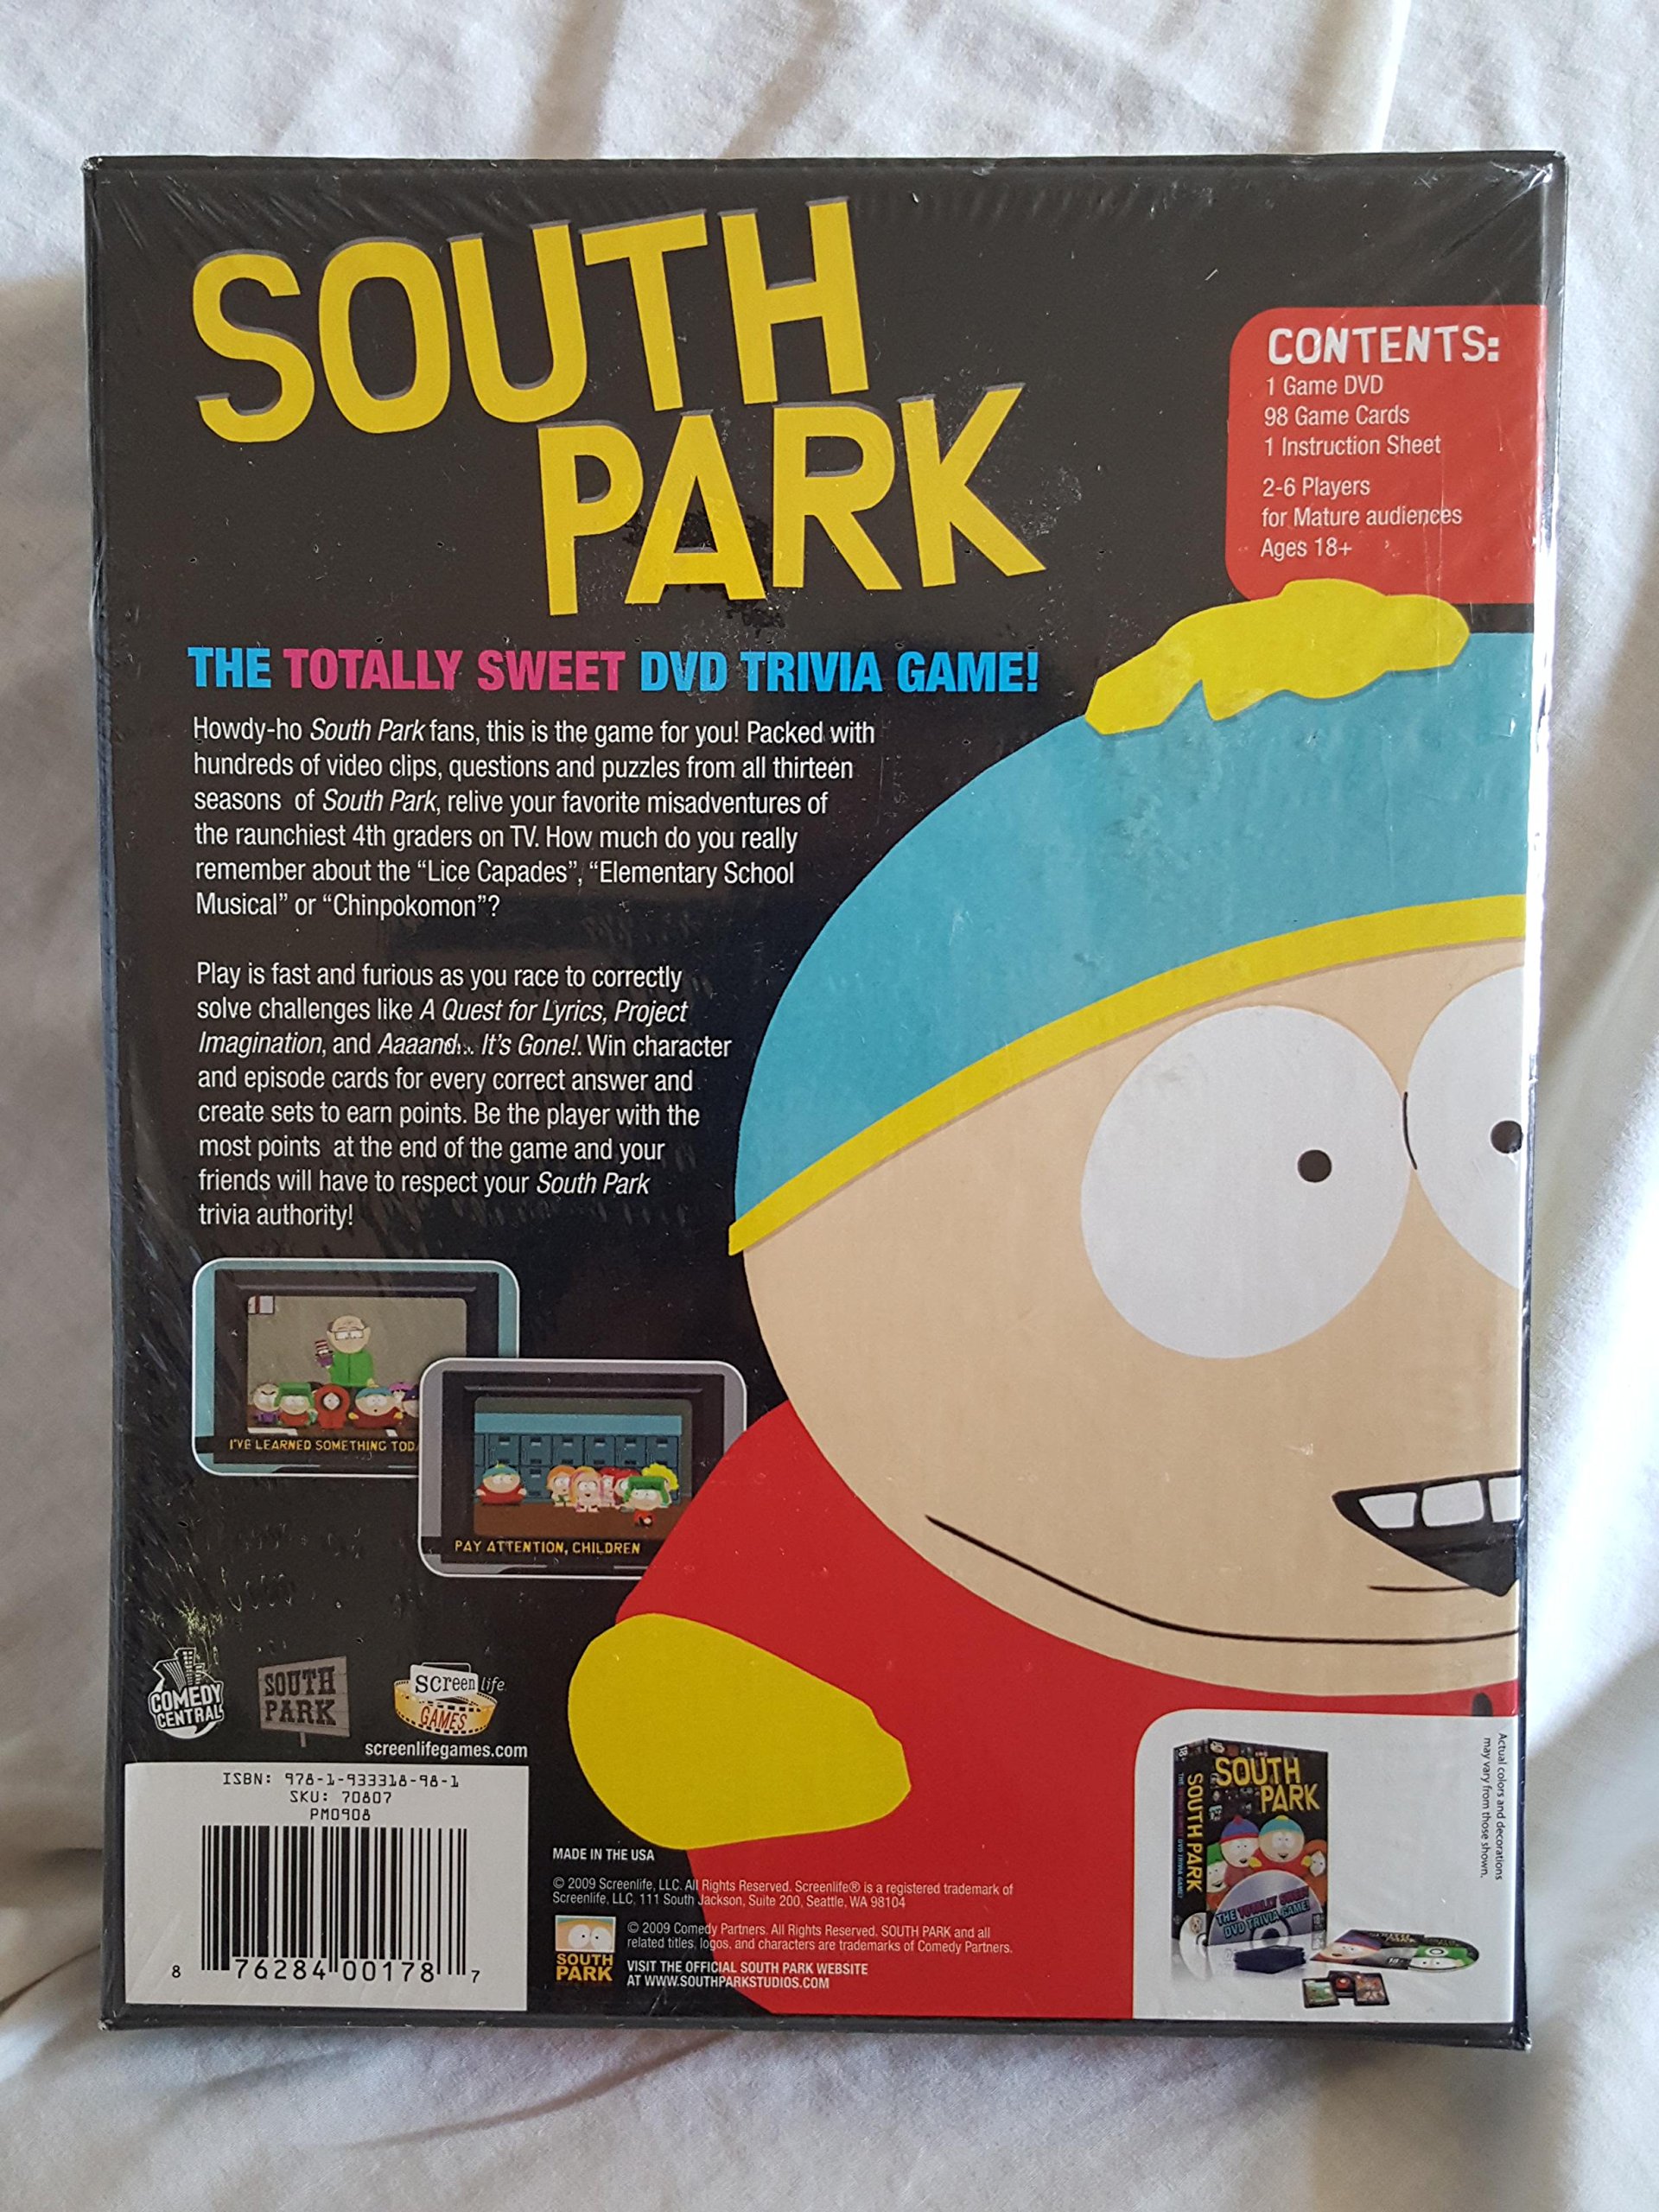 SOUTH
PARK
CONTENTS:
1 Game DVD
98 Game Cards
1 Instruction Sheet
2-6 Players
for Mature audiences
Ages 18+
THE TOTALLY SWEET DVD TRIVIA GAME!
Howdy-ho South Park fans, this is the game for you! Packed with
hundreds of video clips, questions and puzzles from all thirteen
seasons of South Park, relive your favorite misadventures of
the raunchiest 4th graders on TV. How much do you really
remember about the “Lice Capades”, “Elementary School
Musical” or “Chinpokomon”?
Play is fast and furious as you race to correctly
solve challenges like A Quest for Lyrics, Project
Imagination, and Aaaand... It’s Gone!. Win character
and episode cards for every correct answer and
create sets to earn points. Be the player with the
most points at the end of the game and your
friends will have to respect your South Park
trivia authority!
I'VE LEARNED SOMETHING TOD
PAY ATTENTION, CHILDREN
COMEDY
CENTRAL
SOUTH
PARK
screenlife
GAMES
screenlifegames.com
ISBN: 978-1-933318-98-1
SKU: 70807
PM0908
8 76284 00178 7
MADE IN THE USA
© 2009 Screenlife, LLC. All Rights Reserved. Screenlife® is a registered trademark of
Screenlife, LLC, 111 South Jackson, Suite 200, Seattle, WA 98104
© 2009 Comedy Partners. All Rights Reserved. SOUTH PARK and all
related titles, logos, and characters are trademarks of Comedy Partners.
SOUTH
PARK
VISIT THE OFFICIAL SOUTH PARK WEBSITE
AT WWW.SOUTHPARKSTUDIOS.COM
SOUTH
PARK
SOUTH PARK
THE TOTALLY SWEET
DVD TRIVIA GAME!
Actual colors and decorations
may vary from those shown.